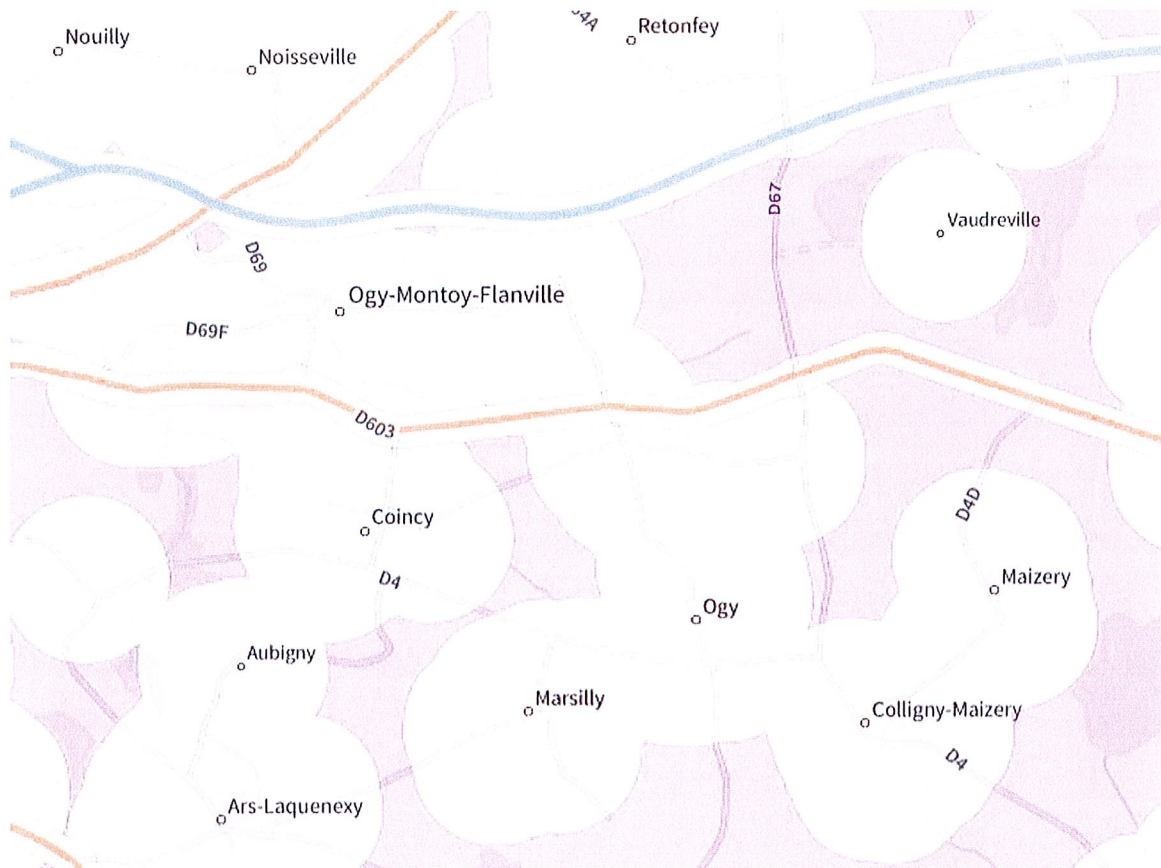 Nouilly
Noisseville
Retonfey
D67
Vaudreville
D69
Ogy-Montoy-Flanville
D69F
D603
Coincy
D4D
D4
Maizery
Ogy
Aubigny
Marsilly
Colligny-Maizery
D4
Ars-Laquenexy